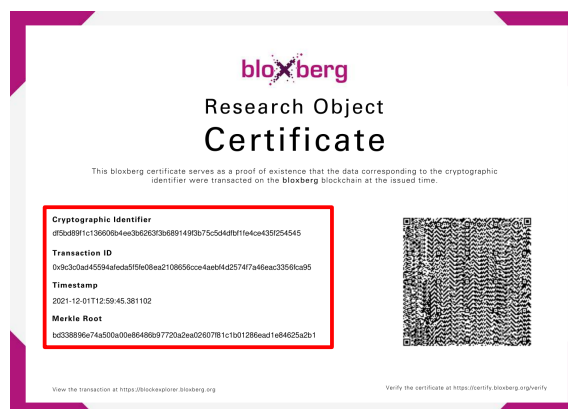 bloxberg
Research Object
Certificate
This bloxberg certificate serves as a proof of existence that the data corresponding to the cryptographic
identifier were transacted on the bloxberg blockchain at the issued time.
Cryptographic Identifier
df5bd89f1c136606b4ee3b6263f3b689149f3b75c5d4dfbf1fe4ce435f254545
Transaction ID
0x9c3c0ad45594afeda5f5fe08ea2108656cce4aebf4d2574f7a46eac3356fca95
Timestamp
2021-12-01T12:59:45.381102
Merkle Root
bd338896e74a500a00e86486b97720a2ea02607f81c1b01286ead1e84625a2b1
View the transaction at https://blockexplorer.bloxberg.org
Verify the certificate at https://certify.bloxberg.org/verify